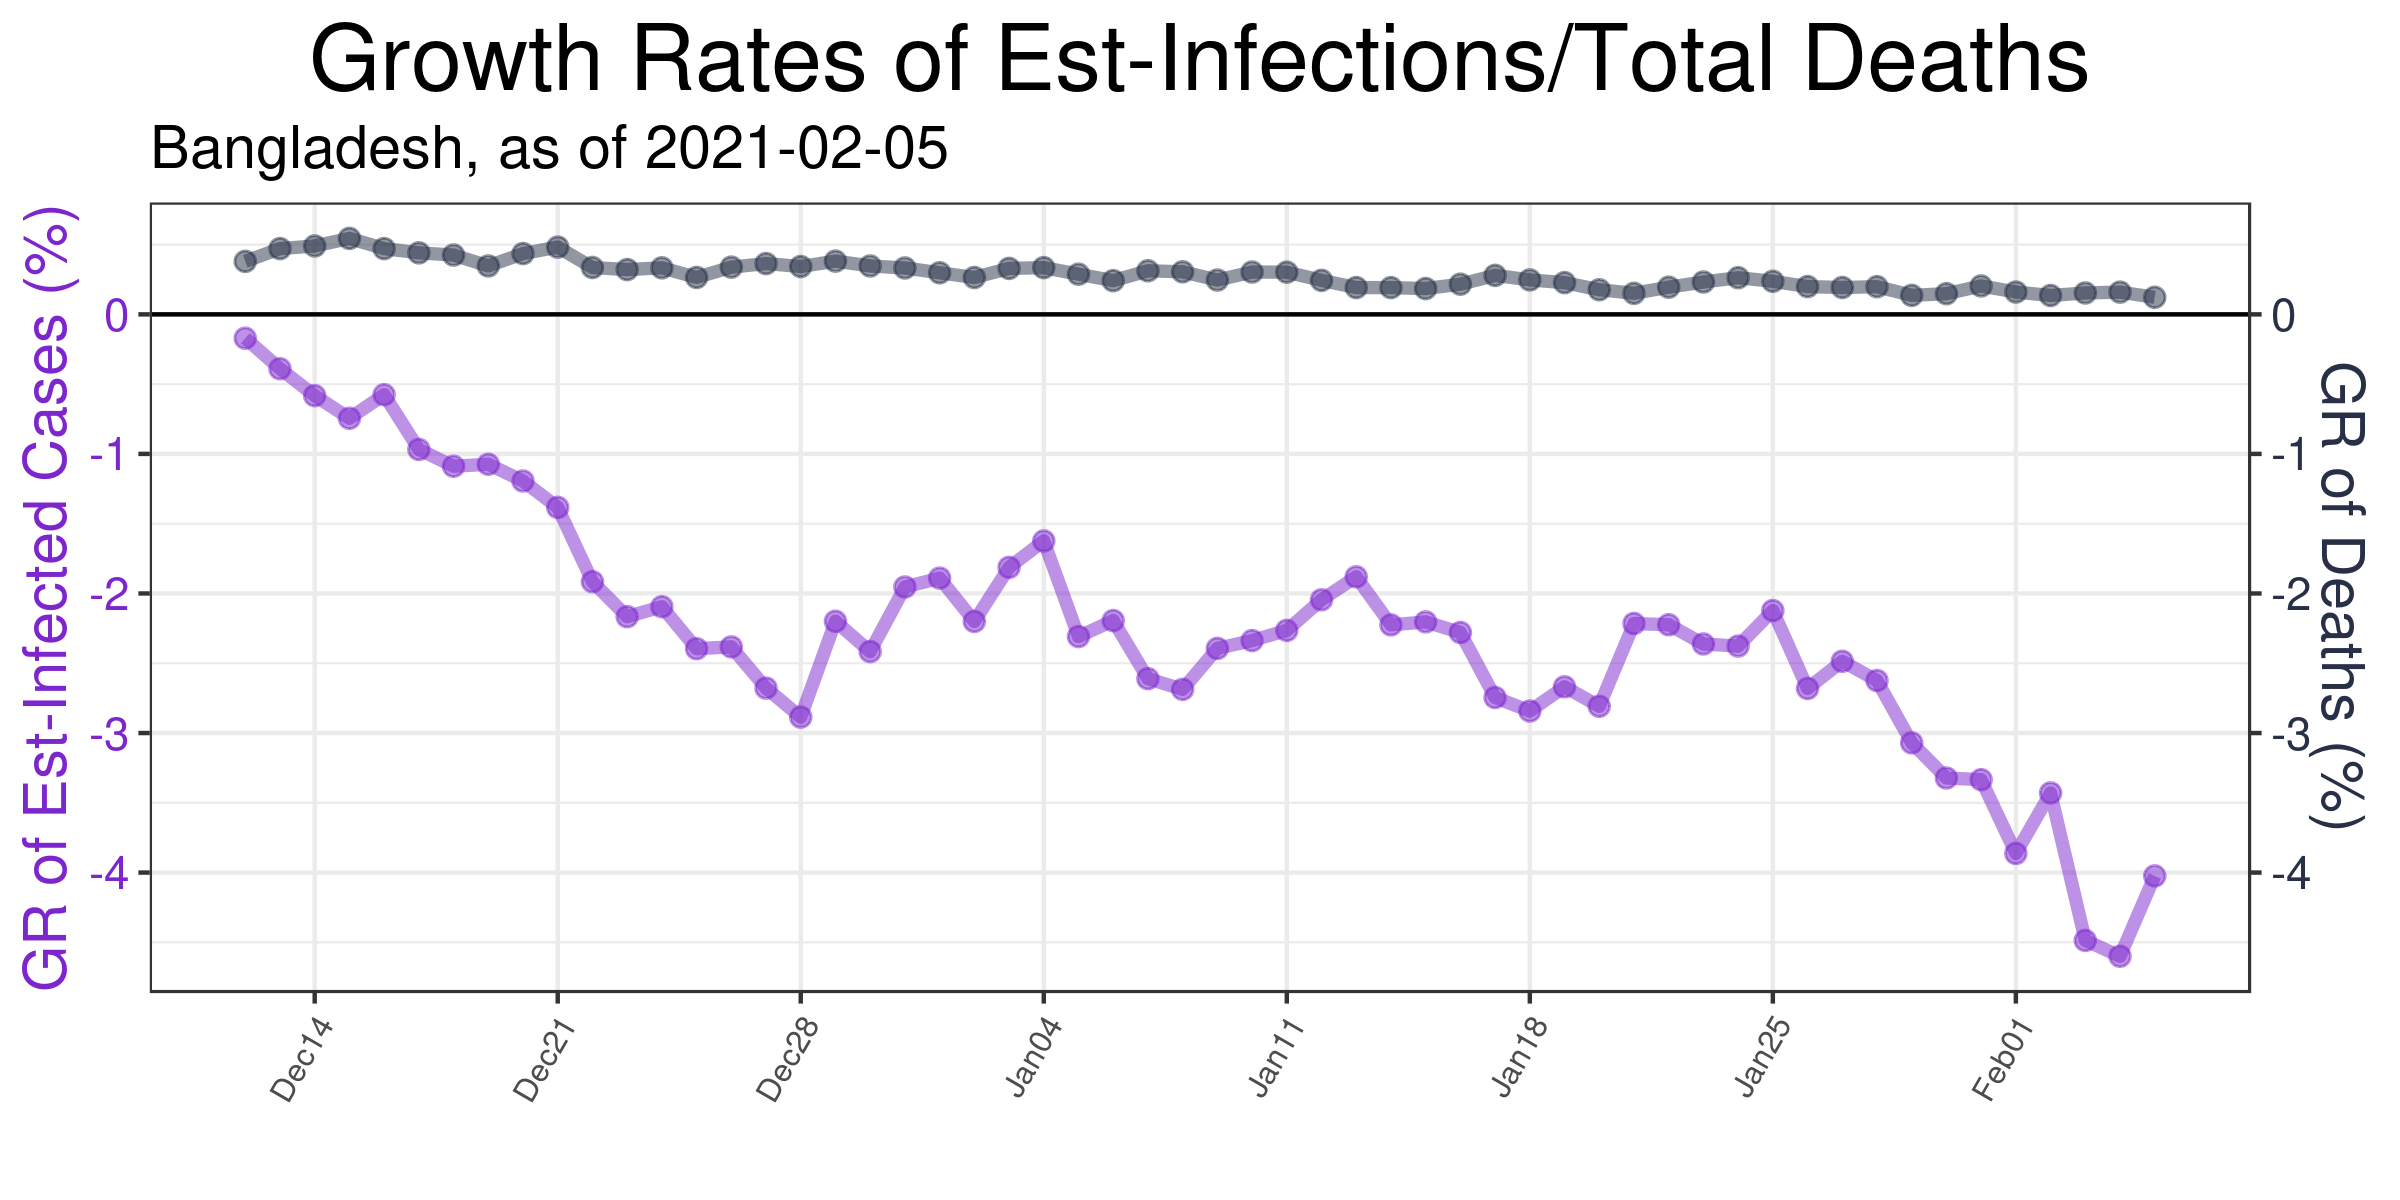 Growth Rates of Est-Infections/Total Deaths
Bangladesh, as of 2021-02-05
GR of Est-Infected Cases (%)
0
-1
-2
-3
-4
0
-1
-2
-3
-4
GR of Deaths (%)
Dec14
Dec21
Dec28
Jan04
Jan11
Jan18
Jan25
Feb01